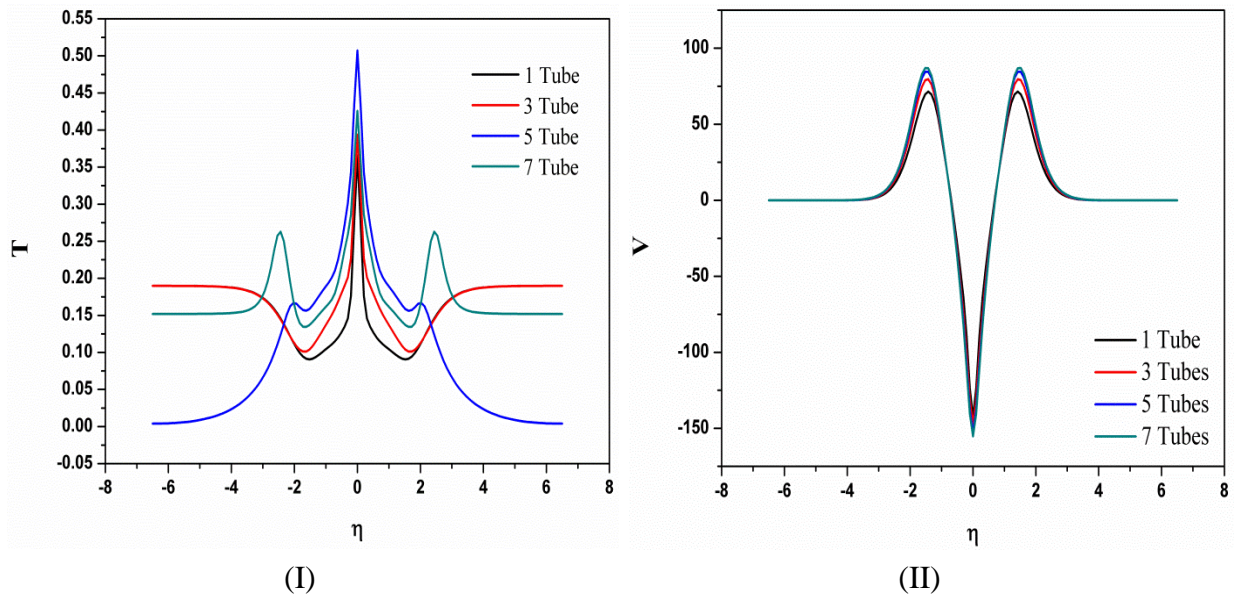 0.55
0.50
0.45
0.40
0.35
0.30
0.25
0.20
0.15
0.10
0.05
0.00
-0.05
T
1 Tube
3 Tube
5 Tube
7 Tube
-8 -6 -4 -2 0 2 4 6 8
η
(I)
100
50
0
-50
-100
-150
V
1 Tube
3 Tubes
5 Tubes
7 Tubes
-8 -6 -4 -2 0 2 4 6 8
η
(II)